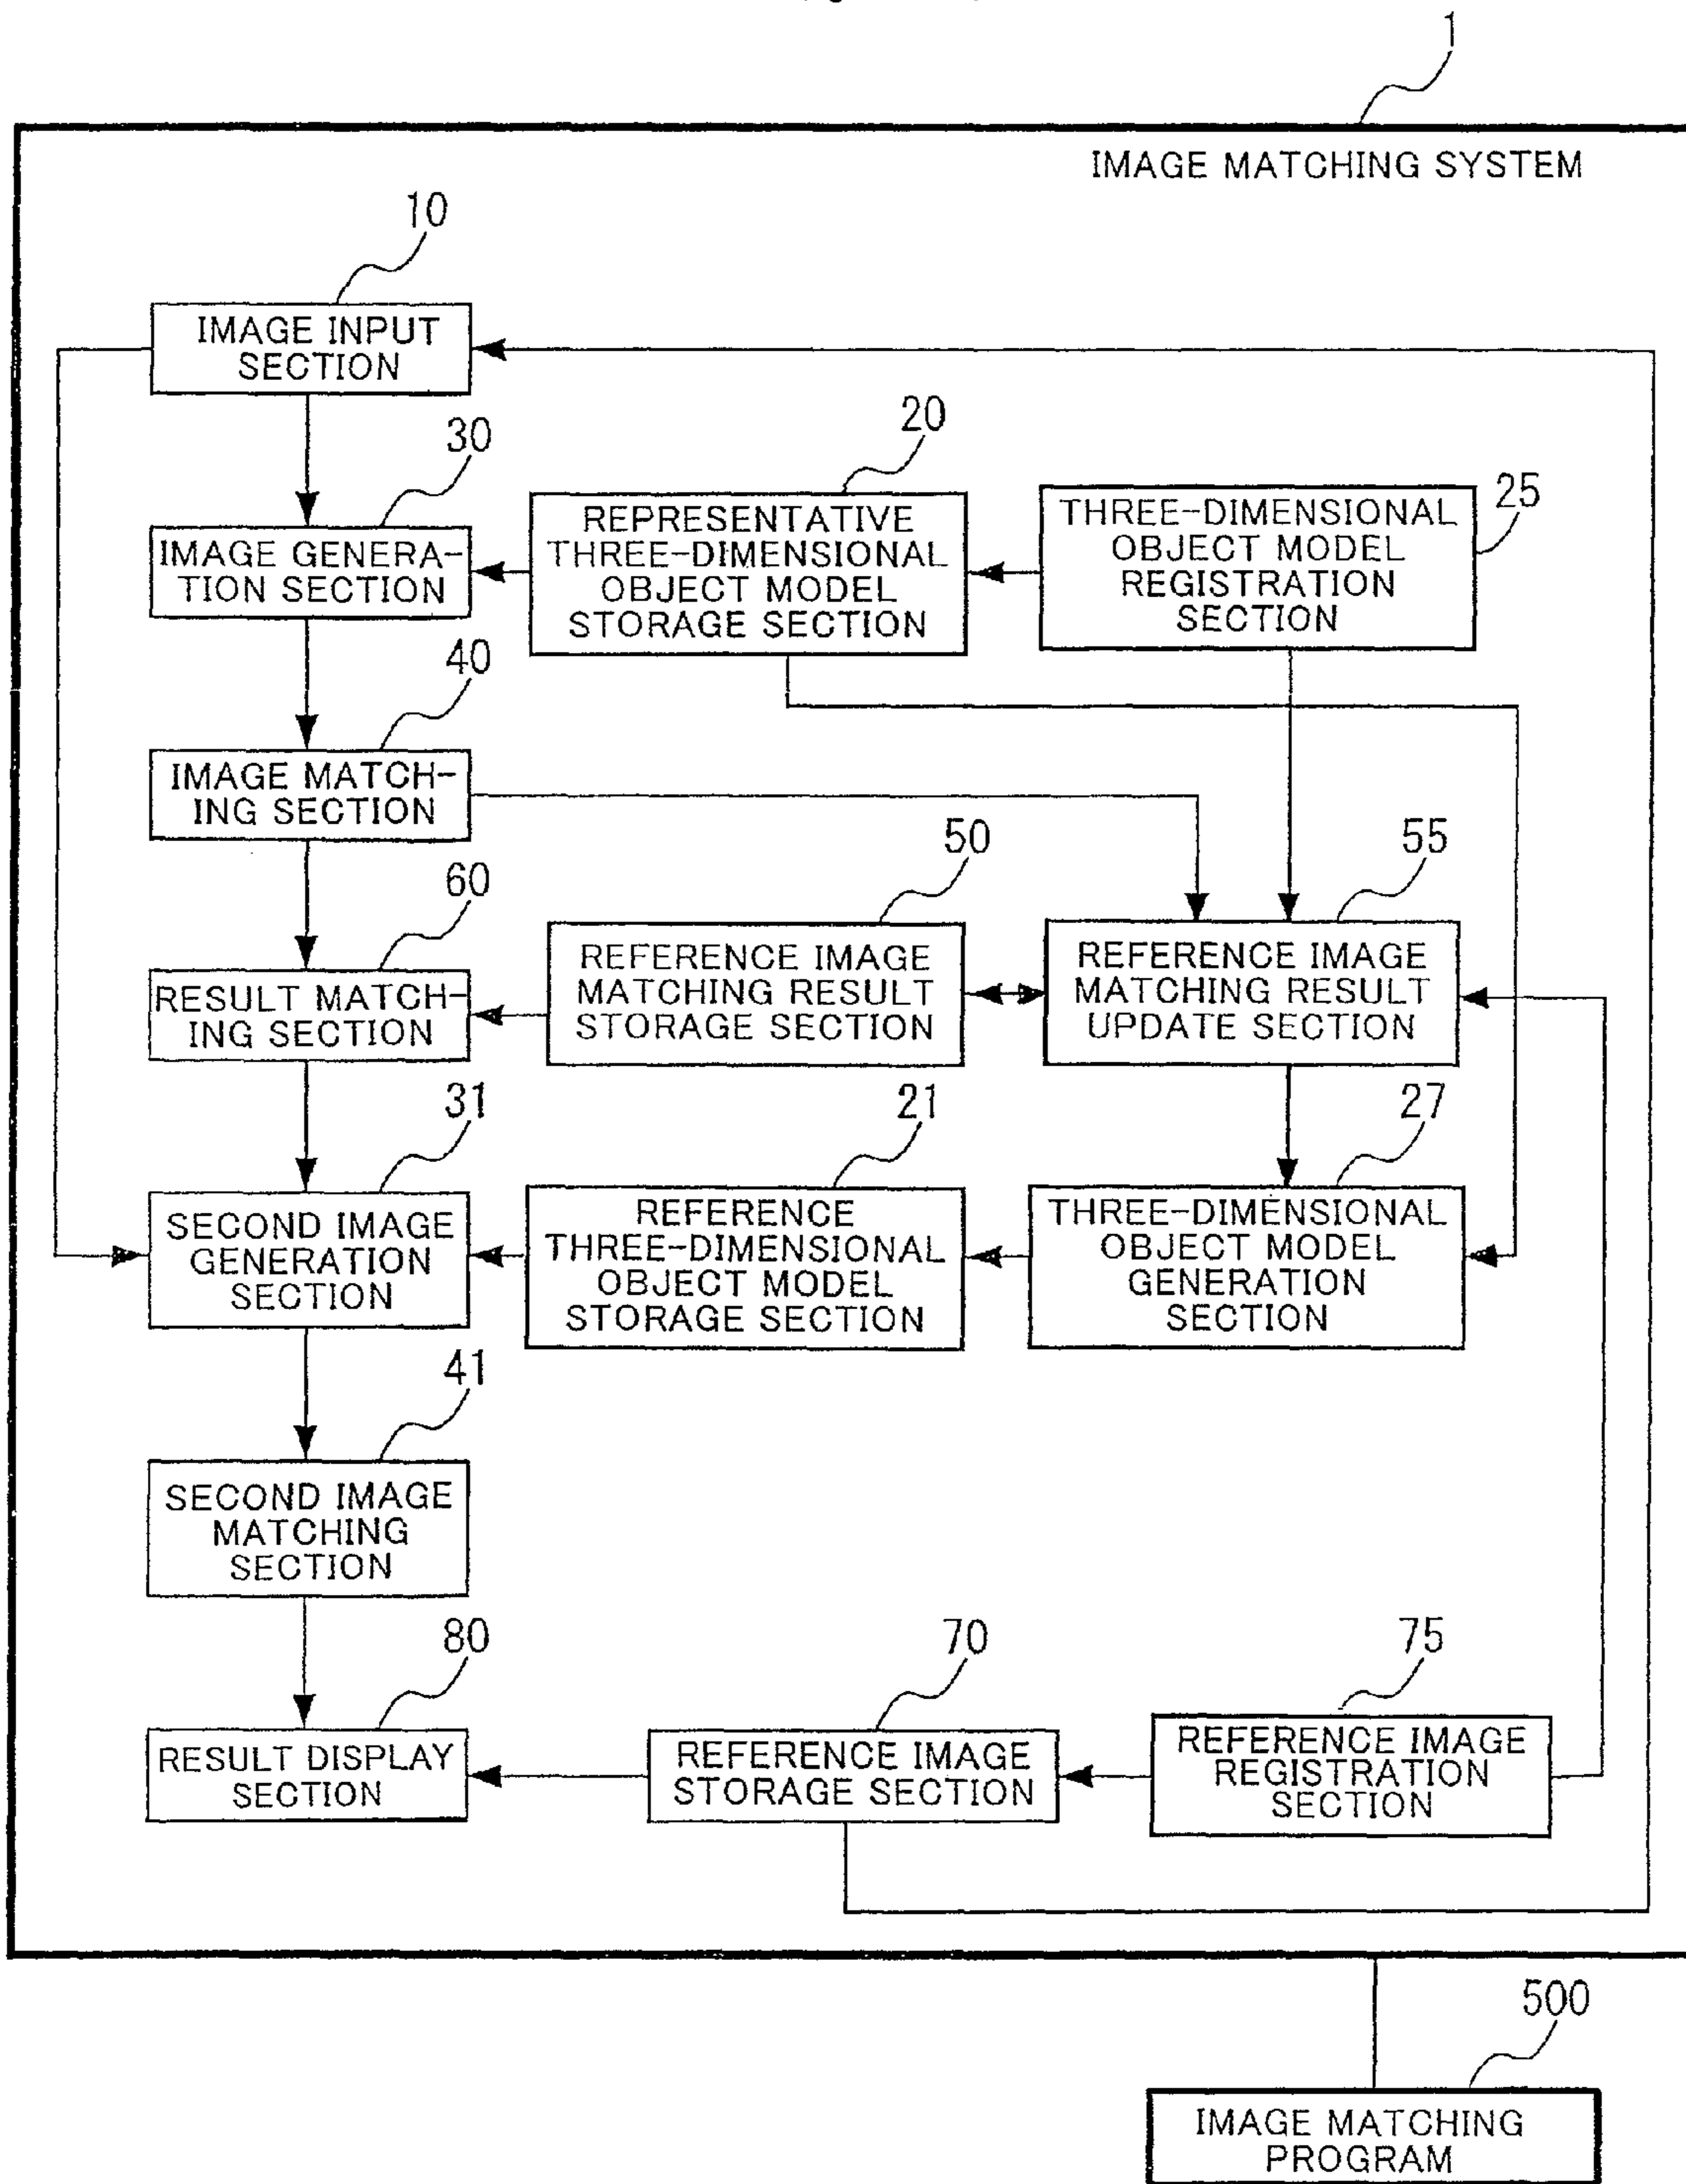 1
IMAGE MATCHING SYSTEM
10
IMAGE INPUT
SECTION
30
IMAGE GENERA-
TION SECTION
20
REPRESENTATIVE
THREE-DIMENSIONAL
OBJECT MODEL
STORAGE SECTION
25
THREE-DIMENSIONAL
OBJECT MODEL
REGISTRATION
SECTION
40
IMAGE MATCH-
ING SECTION
60
RESULT MATCH-
ING SECTION
50
REFERENCE IMAGE
MATCHING RESULT
STORAGE SECTION
55
REFERENCE IMAGE
MATCHING RESULT
UPDATE SECTION
31
SECOND IMAGE
GENERATION
SECTION
21
REFERENCE
THREE-DIMENSIONAL
OBJECT MODEL
STORAGE SECTION
27
THREE-DIMENSIONAL
OBJECT MODEL
GENERATION
SECTION
41
SECOND IMAGE
MATCHING
SECTION
80
RESULT DISPLAY
SECTION
70
REFERENCE IMAGE
STORAGE SECTION
75
REFERENCE IMAGE
REGISTRATION
SECTION
500
IMAGE MATCHING
PROGRAM